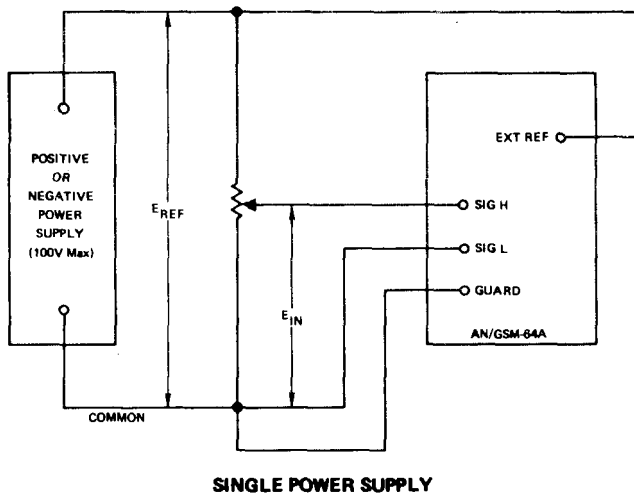 POSITIVE
OR
NEGATIVE
POWER
SUPPLY
(100V Max)
EREF
EIN
COMMON
EXT REF
SIG H
SIG L
GUARD
AN/GSM-64A
SINGLE POWER SUPPLY